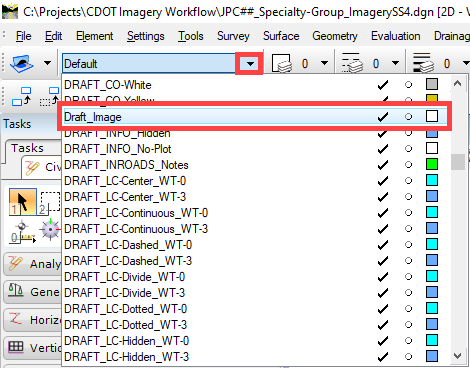 C:\Projects\CDOT Imagery Workflow\JPC##_Specialty-Group_ImagerySS4.dgn [2D - V
File Edit Element Settings Tools Survey Surface Geometry Evaluation Drainag
Default 0 0 0
DRAFT_CO-White
DRAFT_CO-Yellow
Tasks
Draft_Image
DRAFT_INFO_Hidden
Tasks
DRAFT_INFO_No-Plot
Civ
DRAFT_INROADS_Notes
DRAFT_LC-Center_WT-0
DRAFT_LC-Center_WT-3
1 2
DRAFT_LC-Continuous_WT-0
DRAFT_LC-Continuous_WT-3
0
DRAFT_LC-Dashed_WT-0
DRAFT_LC-Dashed_WT-3
Analy
DRAFT_LC-Divide_WT-0
Gene
DRAFT_LC-Divide_WT-3
DRAFT_LC-Dotted_WT-0
Horizo
DRAFT_LC-Dotted_WT-3
DRAFT_LC-Hidden_WT-0
Vertic
DRAFT_LC-Hidden_WT-3